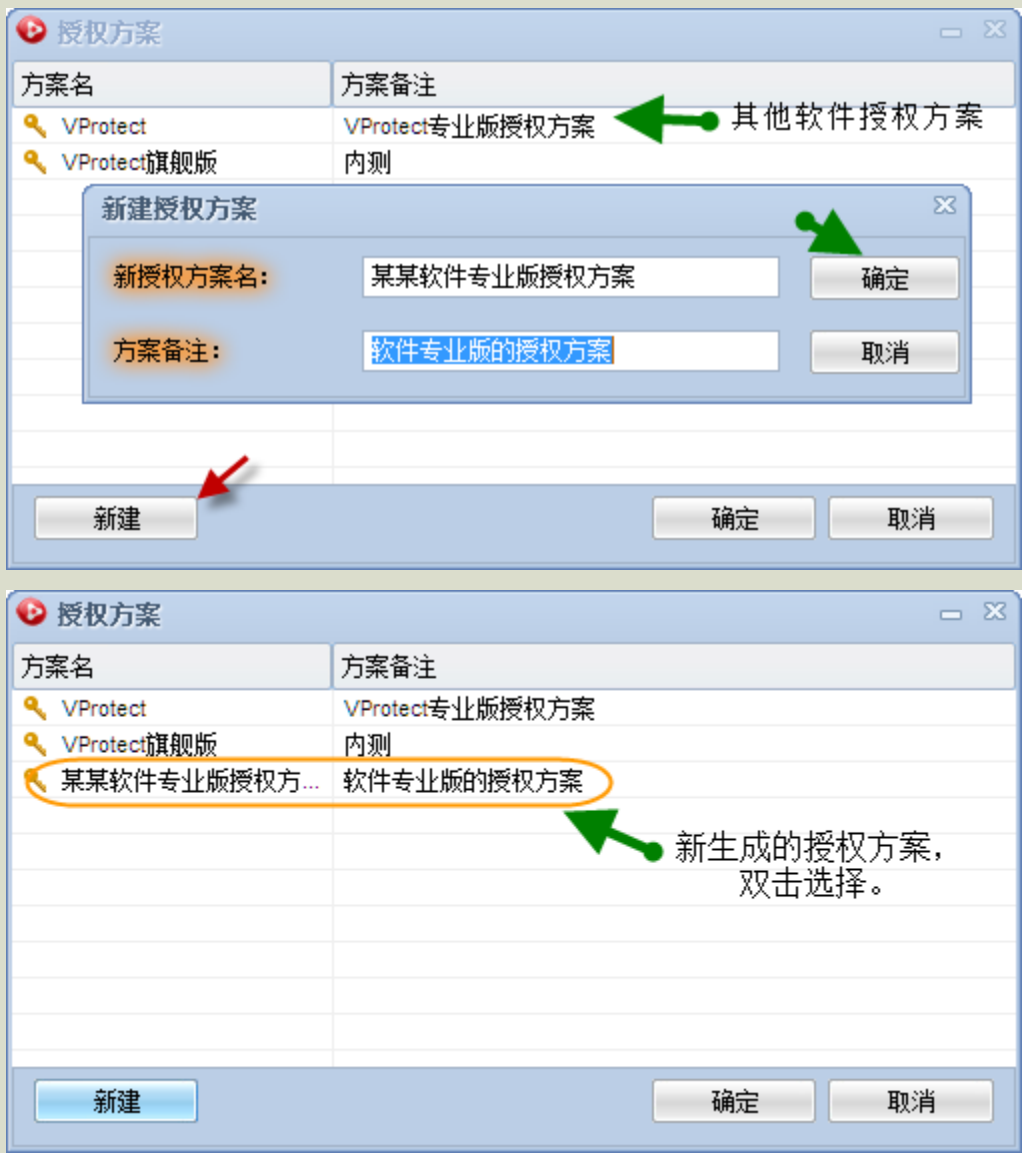 授权方案
方案名 方案备注
VProtect VProtect专业版授权方案 其他软件授权方案
VProtect旗舰版 内测
新建授权方案
新授权方案名: 某某软件专业版授权方案 确定
方案备注: 软件专业版的授权方案 取消
新建 确定 取消
授权方案
方案名 方案备注
VProtect VProtect专业版授权方案
VProtect旗舰版 内测
某某软件专业版授权方... 软件专业版的授权方案
新生成的授权方案，
双击选择。
新建 确定 取消